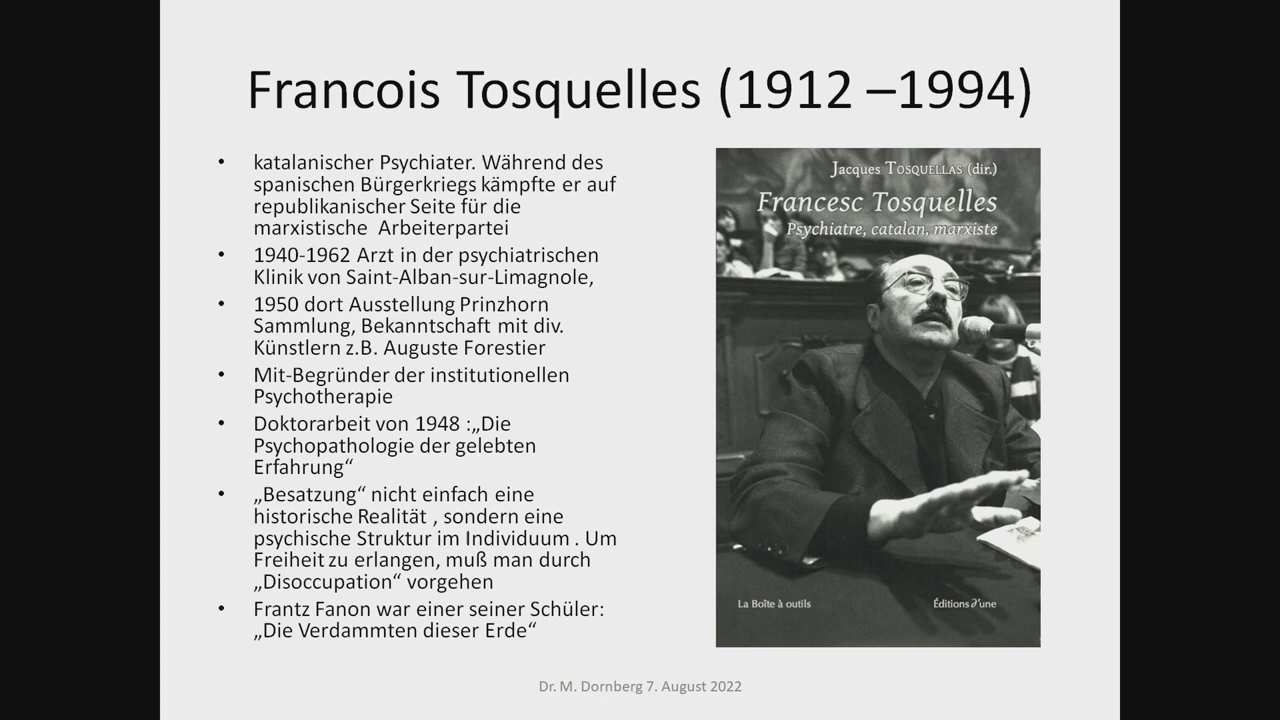 Francois Tosquelles (1912 –1994)
• katalanischer Psychiater. Während des
spanischen Bürgerkriegs kämpfte er auf
republikanischer Seite für die
marxistische  Arbeiterpartei
• 1940-1962 Arzt in der psychiatrischen
Klinik von Saint-Alban-sur-Limagnole,
• 1950 dort Ausstellung Prinzhorn
Sammlung, Bekanntschaft mit div.
Künstlern z.B. Auguste Forestier
• Mit-Begründer der institutionellen
Psychotherapie
• Doktorarbeit von 1948 :„Die
Psychopathologie der gelebten
Erfahrung“
• „Besatzung“ nicht einfach eine
historische Realität , sondern eine
psychische Struktur im Individuum . Um
Freiheit zu erlangen, muß man durch
„Disoccupation“ vorgehen
• Frantz Fanon war einer seiner Schüler:
„Die Verdammten dieser Erde“
Jacques Tosquellas (dir.)
Francesc Tosquelles
Psychiatre, catalan, marxiste
La Boîte à outils
Éditions d'une
Dr. M. Dornberg 7. August 2022